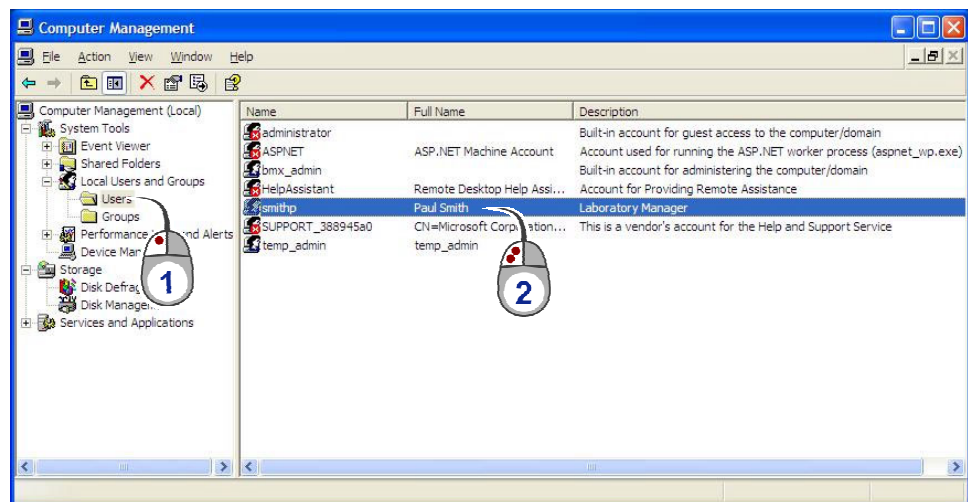 Computer Management
File Action View Window Help
Computer Management (Local)
System Tools
Event Viewer
Shared Folders
Local Users and Groups
Users
Groups
Performance nd Alerts
Device Man
Storage
Disk Defrag
Disk Manage
Services and Applications
Name Full Name Description
administrator Built-in account for guest access to the computer/domain
ASPNET ASP.NET Machine Account Account used for running the ASP.NET worker process (aspnet_wp.exe)
bmx_admin Built-in account for administering the computer/domain
HelpAssistant Remote Desktop Help Assi... Account for Providing Remote Assistance
smithp Paul Smith Laboratory Manager
SUPPORT_388945a0 CN=Microsoft Corp ation... This is a vendor's account for the Help and Support Service
temp_admin temp_admin
1
2